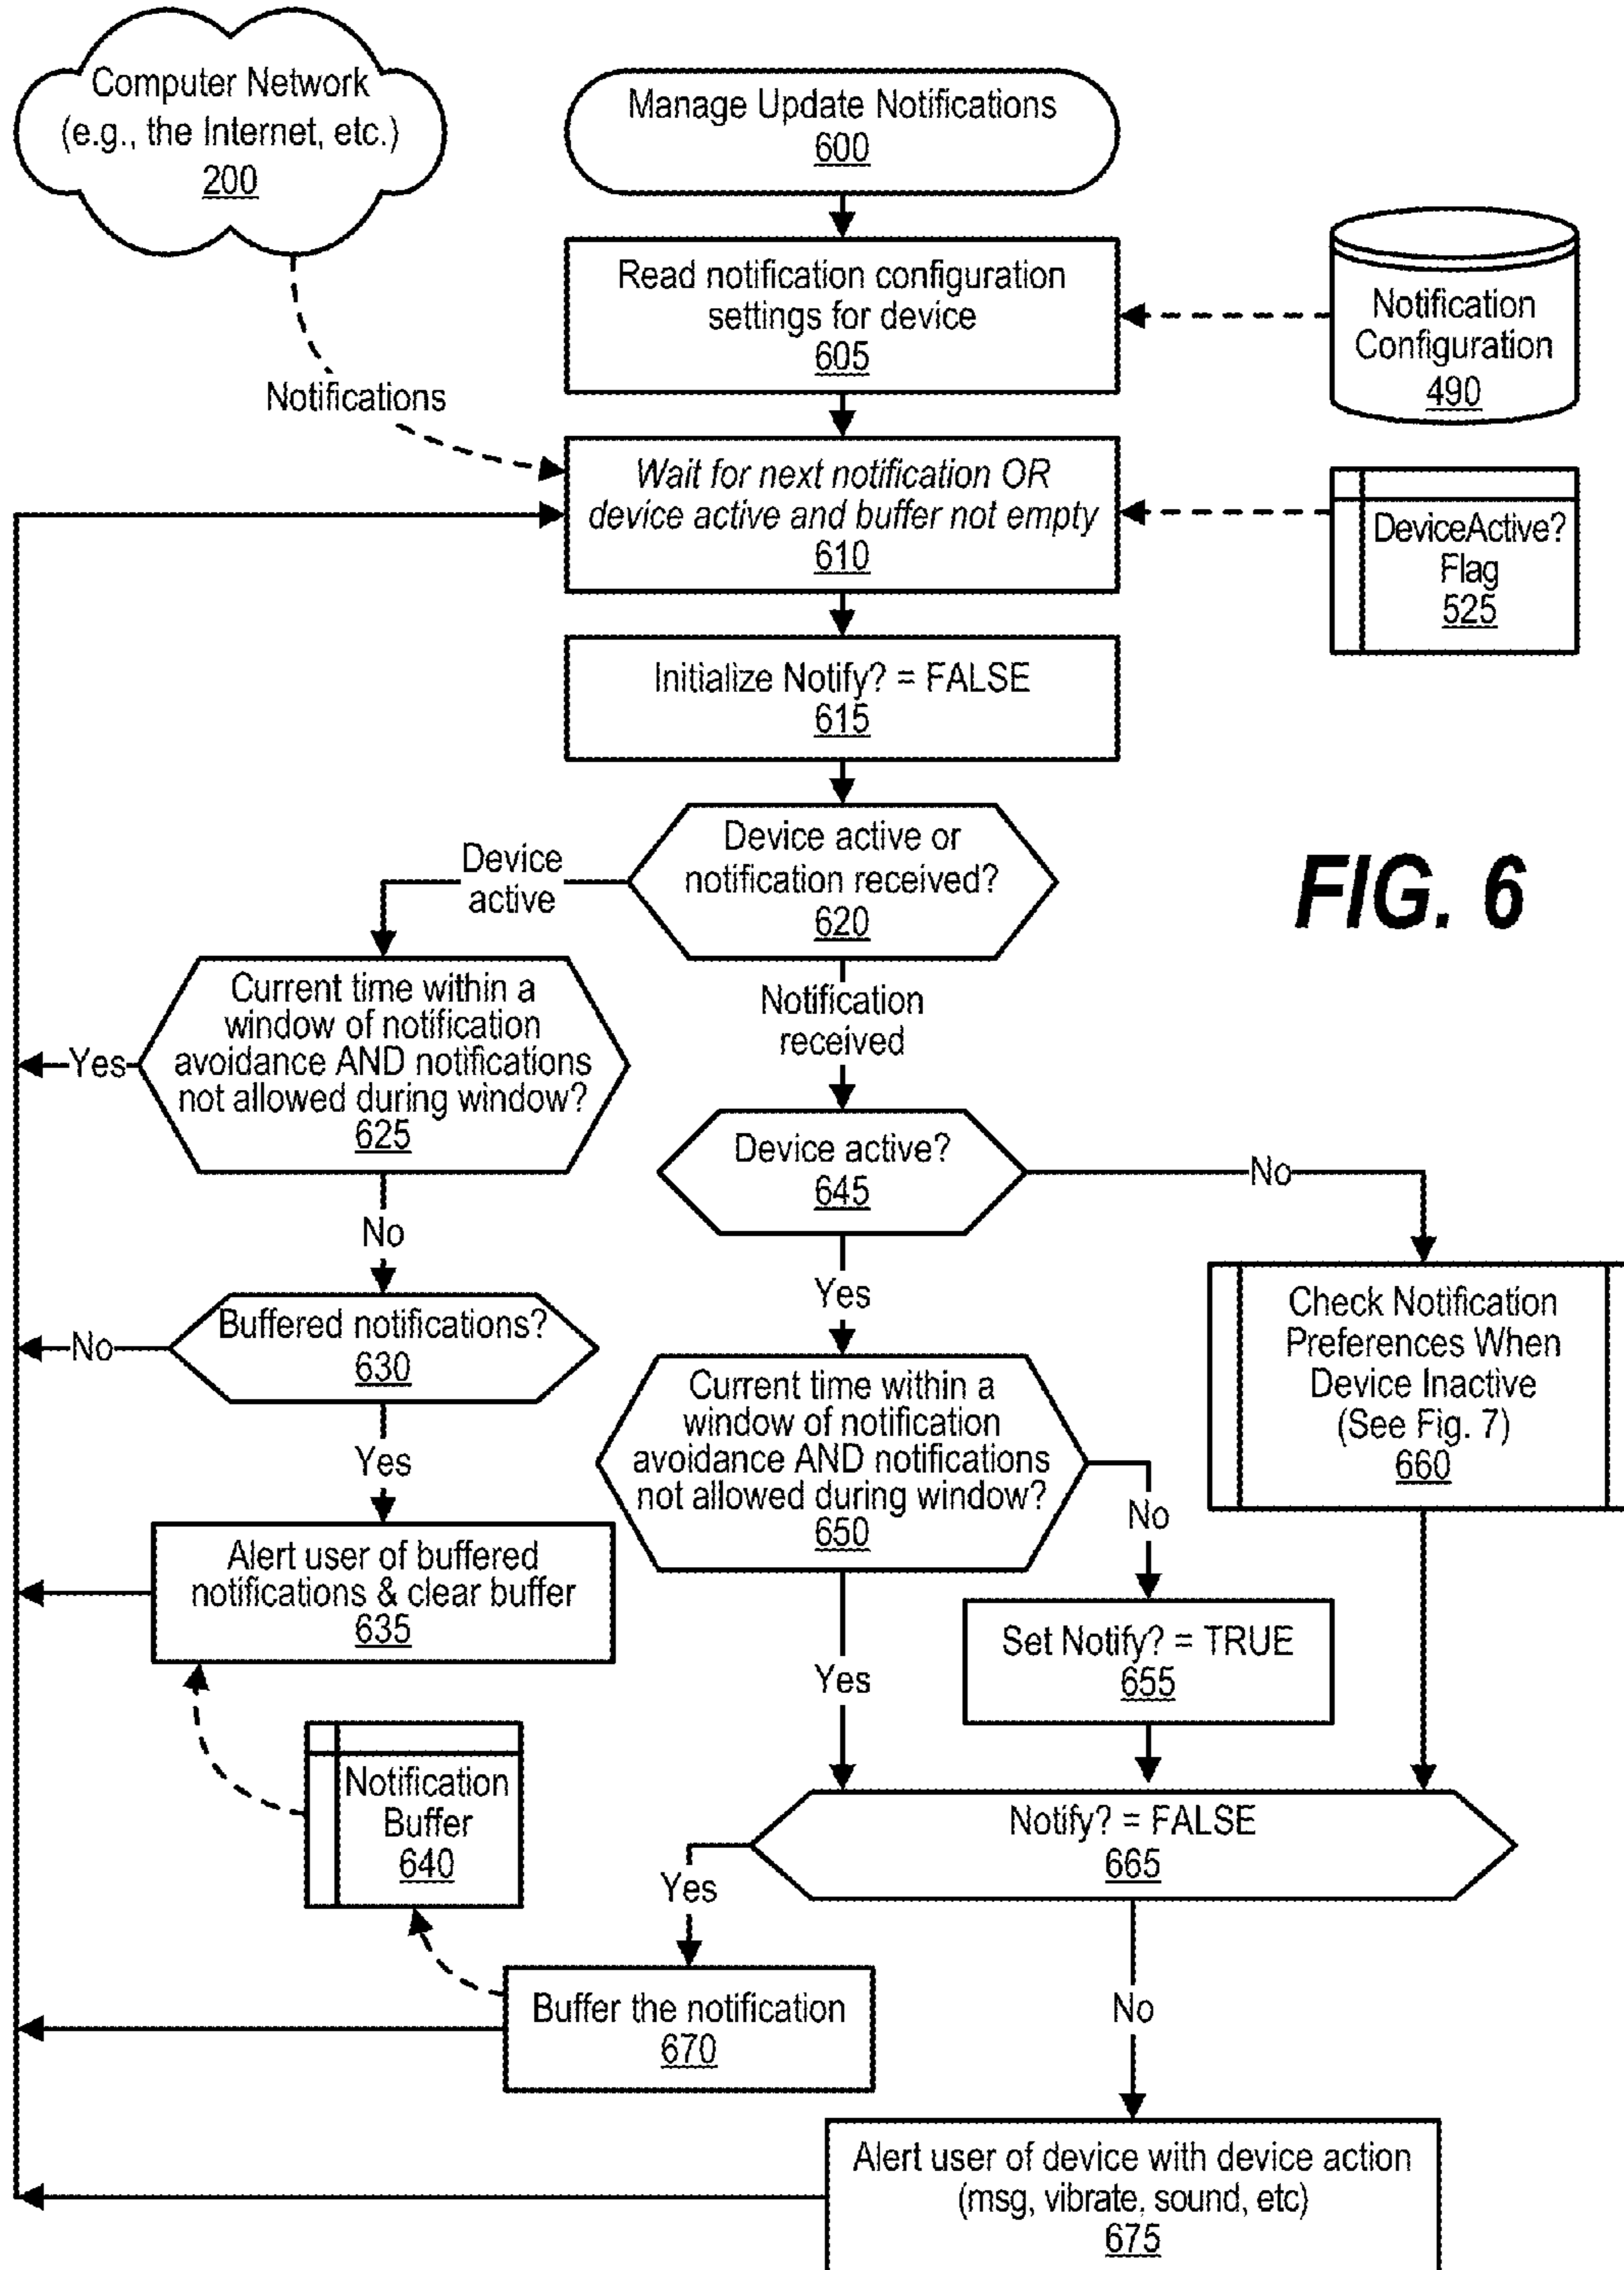 Computer Network
(e.g., the Internet, etc.)
200
Manage Update Notifications
600
Read notification configuration
settings for device
605
Notification
Configuration
490
Notifications
Wait for next notification OR
device active and buffer not empty
610
DeviceActive?
Flag
525
Initialize Notify? = FALSE
615
Device active or
notification received?
620
Device
active
FIG. 6
Notification
received
Current time within a
window of notification
avoidance AND notifications
not allowed during window?
625
Yes
No
Device active?
645
No
Yes
Buffered notifications?
630
No
Yes
Check Notification
Preferences When
Device Inactive
(See Fig. 7)
660
Current time within a
window of notification
avoidance AND notifications
not allowed during window?
650
No
Yes
Alert user of buffered
notifications & clear buffer
635
Set Notify? = TRUE
655
Notification
Buffer
640
Notify? = FALSE
665
Yes
No
Buffer the notification
670
Alert user of device with device action
(msg, vibrate, sound, etc)
675